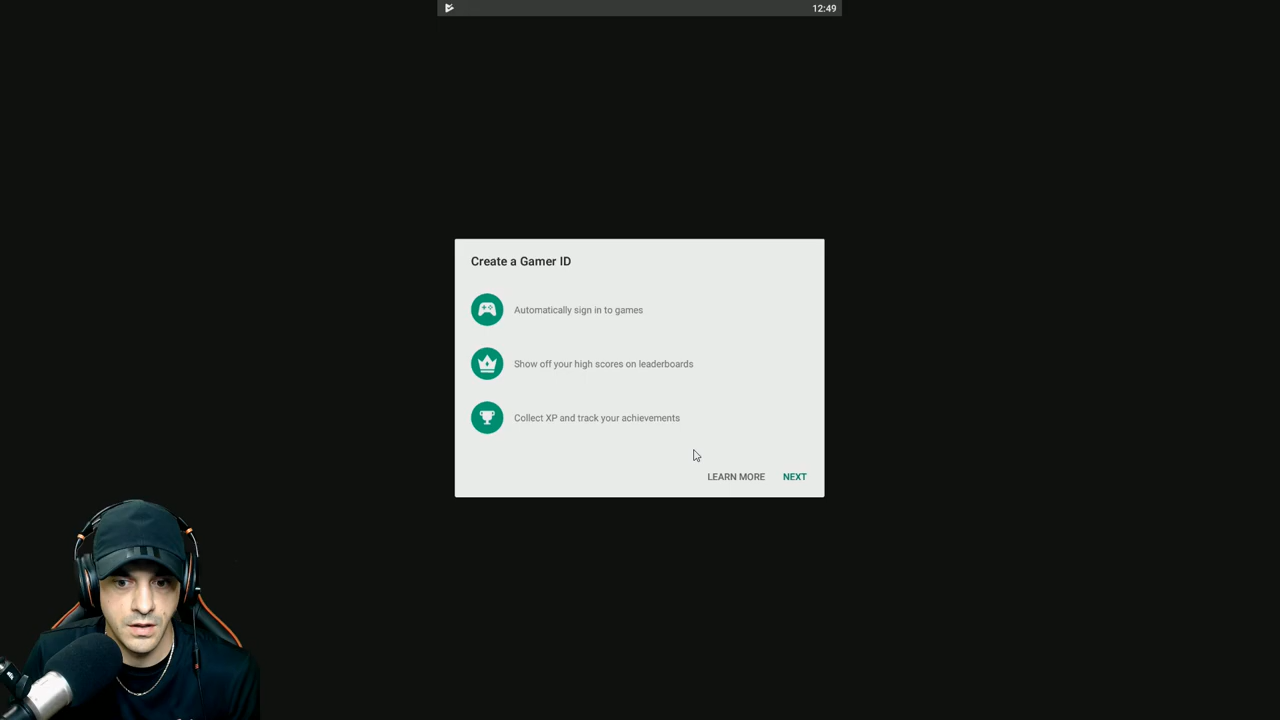 12:49
Create a Gamer ID
Automatically sign in to games
Show off your high scores on leaderboards
Collect XP and track your achievements
LEARN MORE NEXT